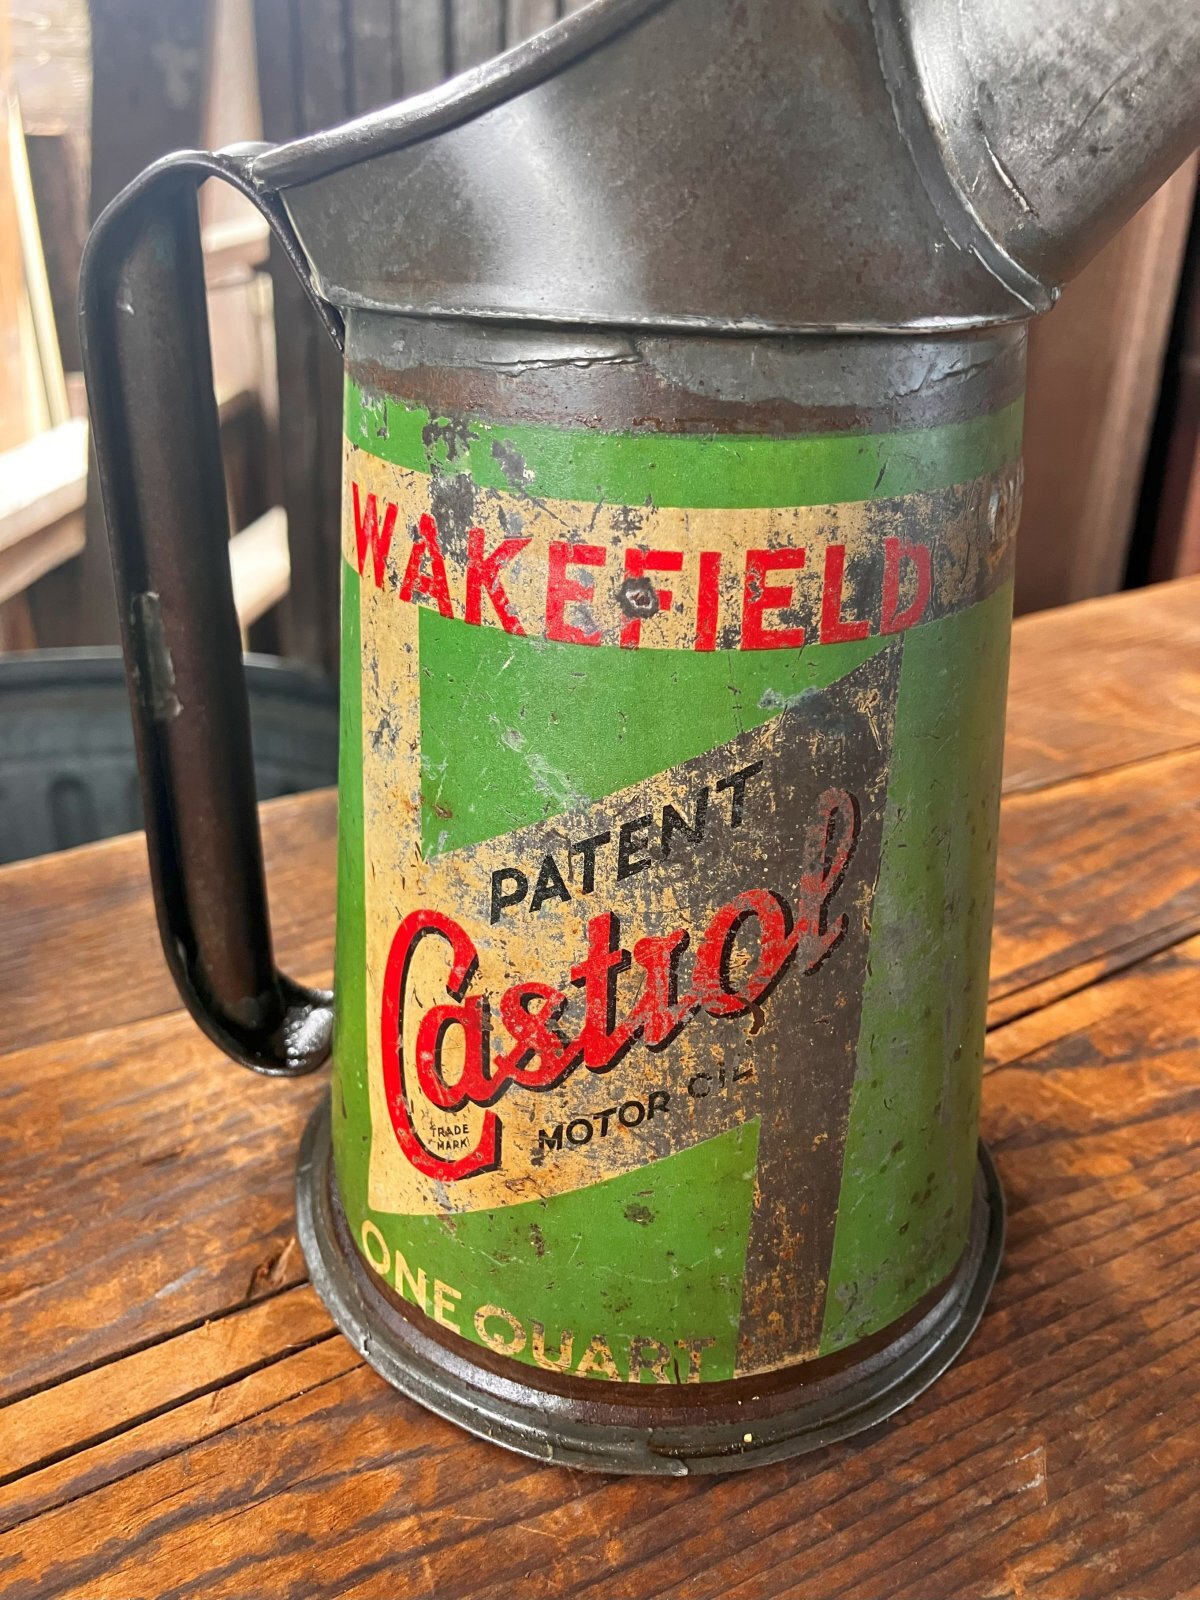 WAKEFIELD
PATENT
Castrol
TRADE
MARK
MOTOR OIL
ONE QUART